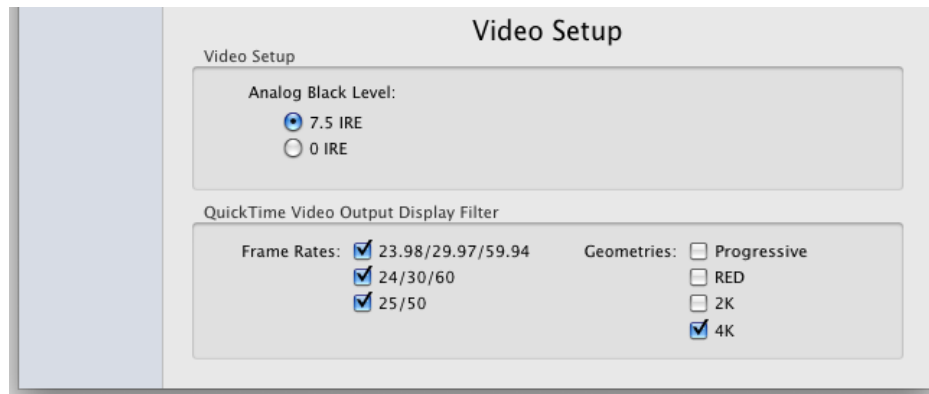 Video Setup
Video Setup
Analog Black Level:
7.5 IRE
0 IRE
QuickTime Video Output Display Filter
Frame Rates: 23.98/29.97/59.94 Geometries: Progressive
24/30/60 RED
25/50 2K
4K